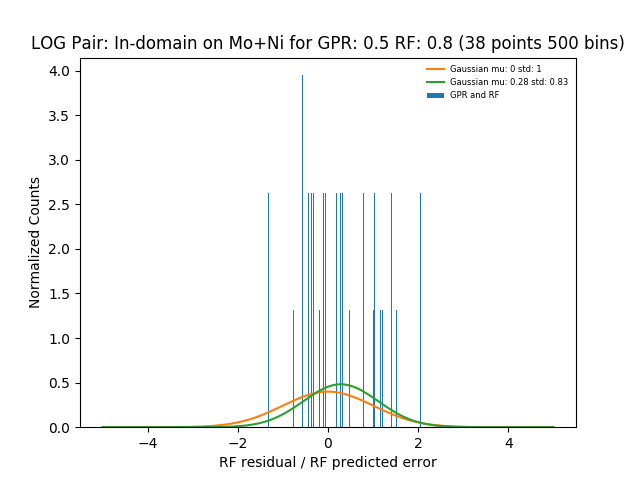 LOG Pair: In-domain on Mo+Ni for GPR: 0.5 RF: 0.8 (38 points 500 bins)
Gaussian mu: 0 std: 1
Gaussian mu: 0.28 std: 0.83
GPR and RF
Normalized Counts
4.0
3.5
3.0
2.5
2.0
1.5
1.0
0.5
0.0
−4 −2 0 2 4
RF residual / RF predicted error